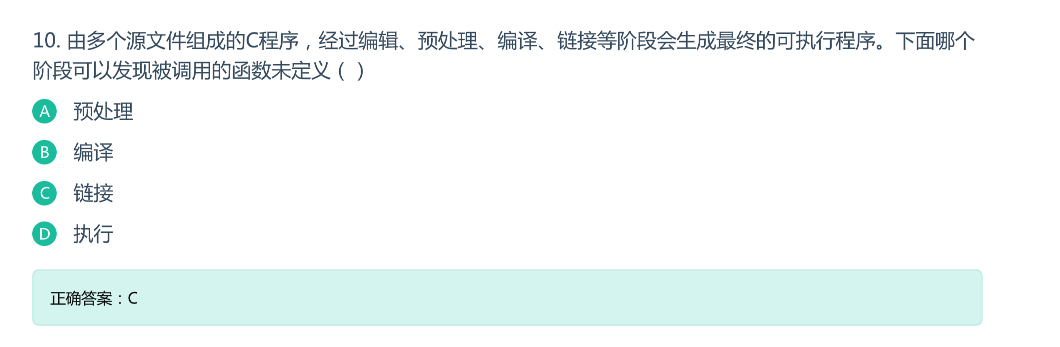 10. 由多个源文件组成的C程序，经过编辑、预处理、编译、链接等阶段会生成最终的可执行程序。下面哪个
阶段可以发现被调用的函数未定义（ ）
A 预处理
B 编译
C 链接
D 执行
正确答案：C